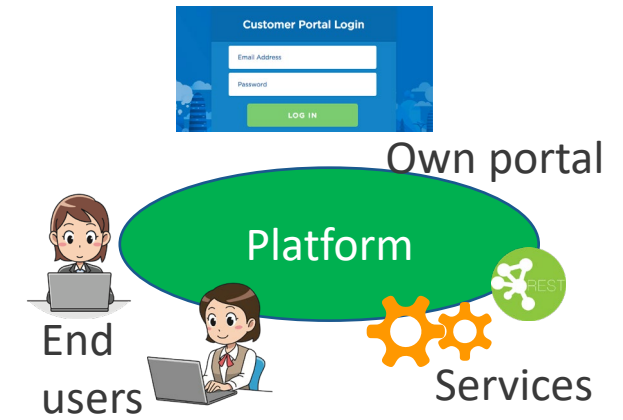 Customer Portal Login
Email Address
Password
LOG IN
Own portal
Platform
REST
End
users
Services